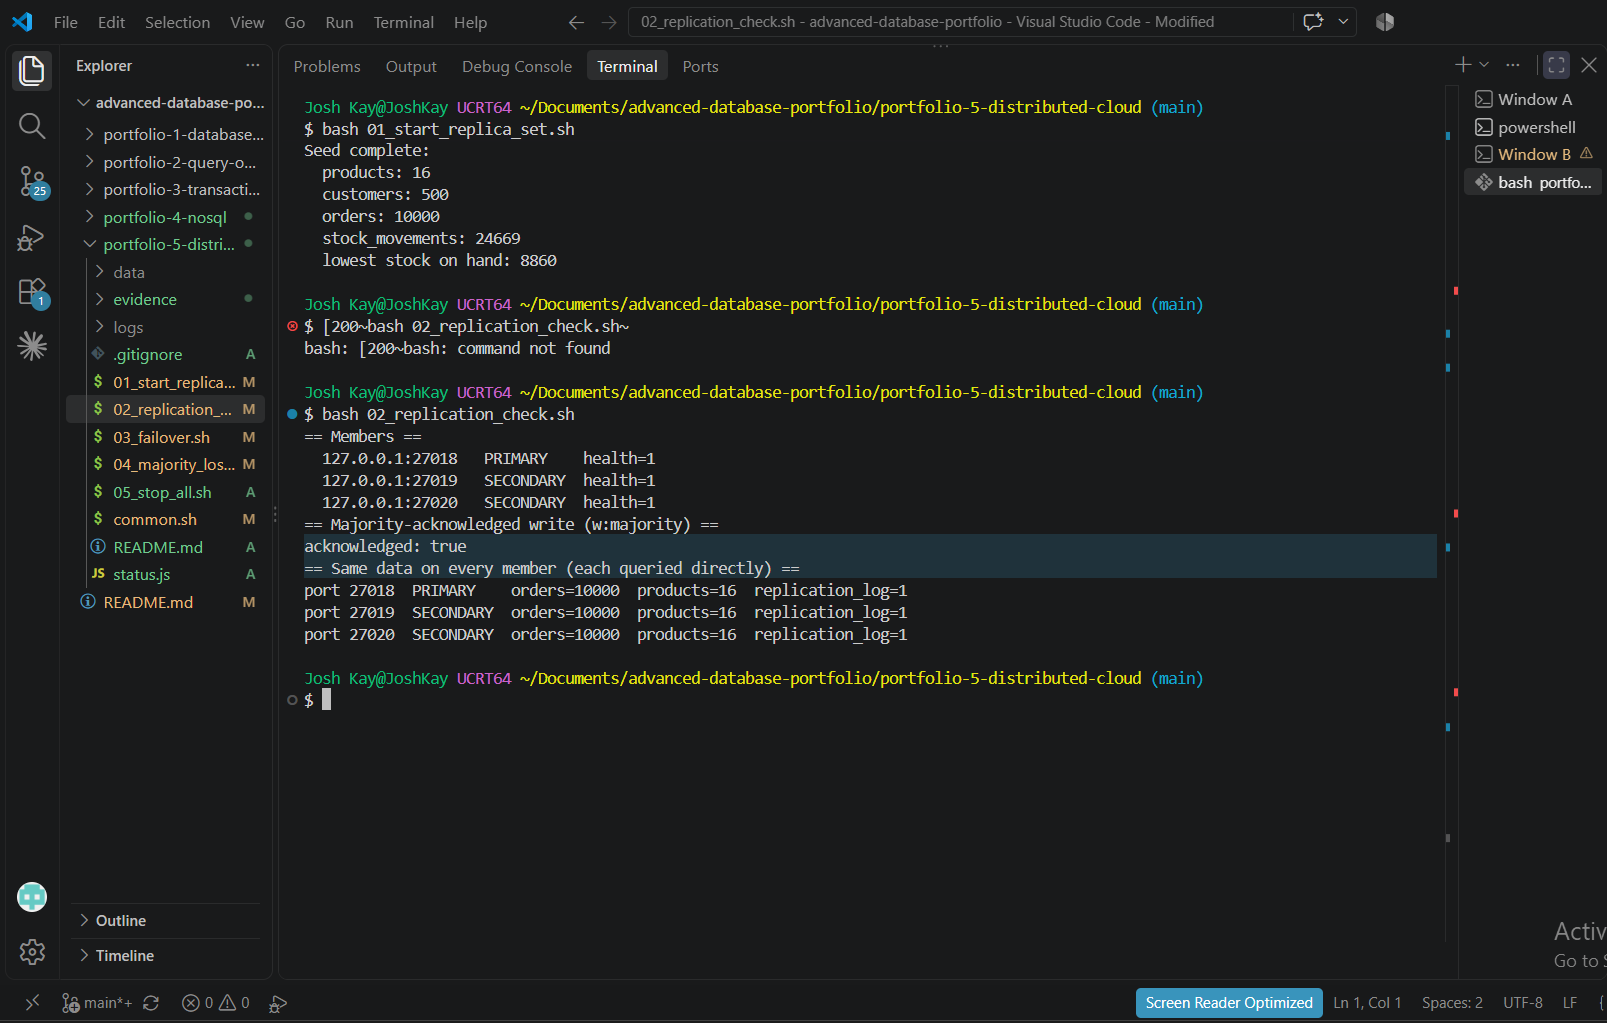 File Edit Selection View Go Run Terminal Help
02_replication_check.sh - advanced-database-portfolio - Visual Studio Code - Modified
Explorer
advanced-database-po...
portfolio-1-database...
portfolio-2-query-o...
portfolio-3-transacti...
portfolio-4-nosql
portfolio-5-distri...
data
evidence
logs
.gitignore A
$ 01_start_replica... M
$ 02_replication_... M
$ 03_failover.sh M
$ 04_majority_los... M
$ 05_stop_all.sh A
$ common.sh M
README.md A
JS status.js A
README.md M
25
1
Outline
Timeline
Problems Output Debug Console Terminal Ports
Josh Kay@JoshKay UCRT64 ~/Documents/advanced-database-portfolio/portfolio-5-distributed-cloud (main)
$ bash 01_start_replica_set.sh
Seed complete:
products: 16
customers: 500
orders: 10000
stock_movements: 24669
lowest stock on hand: 8860
Josh Kay@JoshKay UCRT64 ~/Documents/advanced-database-portfolio/portfolio-5-distributed-cloud (main)
$ [200~bash 02_replication_check.sh~
bash: [200~bash: command not found
Josh Kay@JoshKay UCRT64 ~/Documents/advanced-database-portfolio/portfolio-5-distributed-cloud (main)
$ bash 02_replication_check.sh
== Members ==
127.0.0.1:27018 PRIMARY health=1
127.0.0.1:27019 SECONDARY health=1
127.0.0.1:27020 SECONDARY health=1
== Majority-acknowledged write (w:majority) ==
acknowledged: true
== Same data on every member (each queried directly) ==
port 27018 PRIMARY orders=10000 products=16 replication_log=1
port 27019 SECONDARY orders=10000 products=16 replication_log=1
port 27020 SECONDARY orders=10000 products=16 replication_log=1
Josh Kay@JoshKay UCRT64 ~/Documents/advanced-database-portfolio/portfolio-5-distributed-cloud (main)
$
Window A
powershell
Window B
bash portfo...
Activ
Go to S
main*+ 0 0
Screen Reader Optimized Ln 1, Col 1 Spaces: 2 UTF-8 LF {